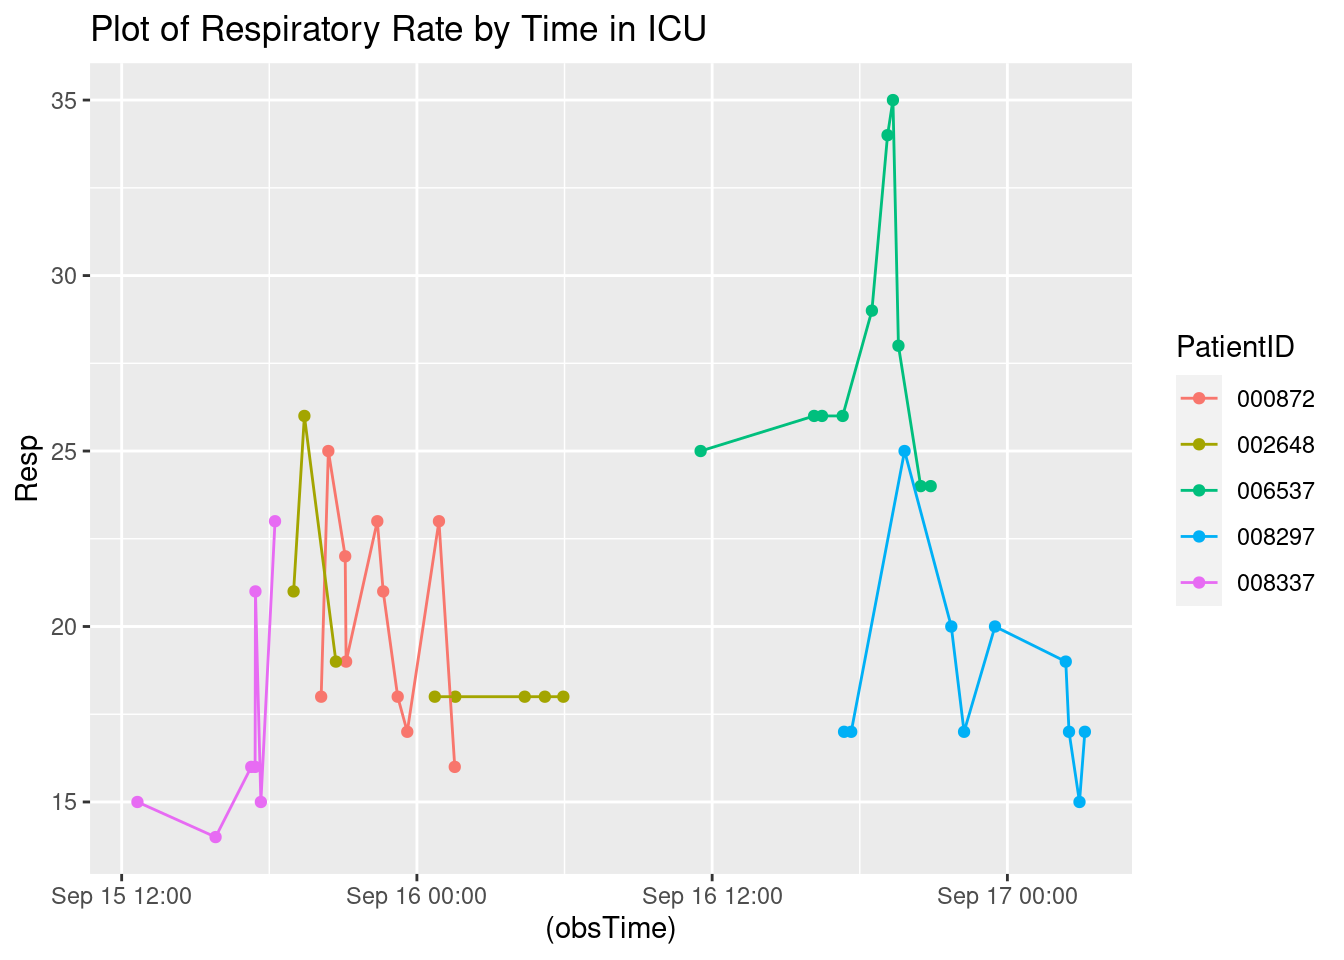 Plot of Respiratory Rate by Time in ICU
35
30
25
20
15
Resp
Sep 15 12:00
Sep 16 00:00
Sep 16 12:00
Sep 17 00:00
(obsTime)
PatientID
000872
002648
006537
008297
008337